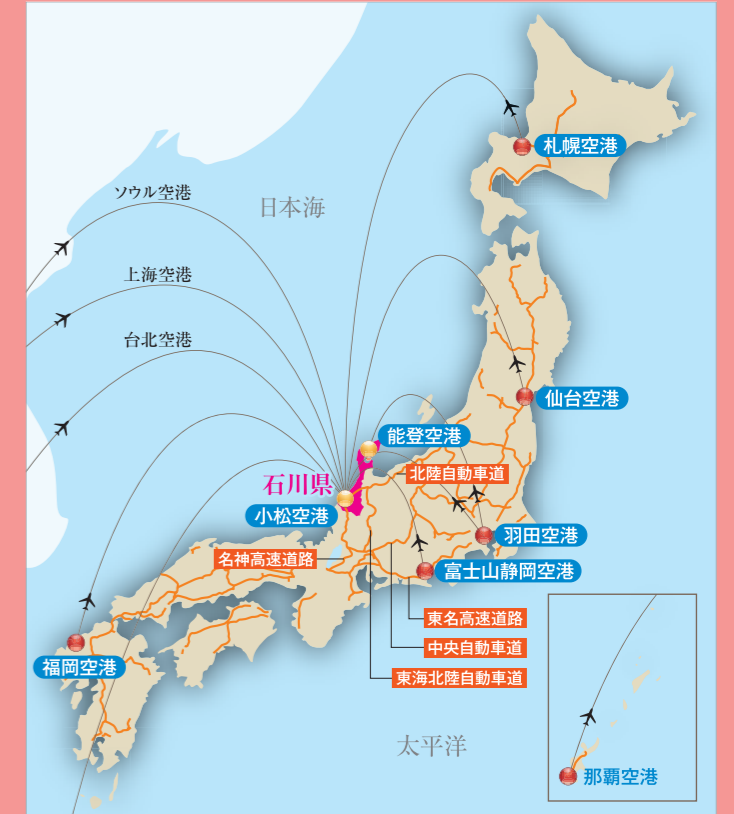 札幌空港
ソウル空港
日本海
上海空港
台北空港
仙台空港
能登空港
北陸自動車道
石川県
小松空港
羽田空港
名神高速道路
富士山静岡空港
東名高速道路
中央自動車道
福岡空港
東海北陸自動車道
太平洋
那覇空港